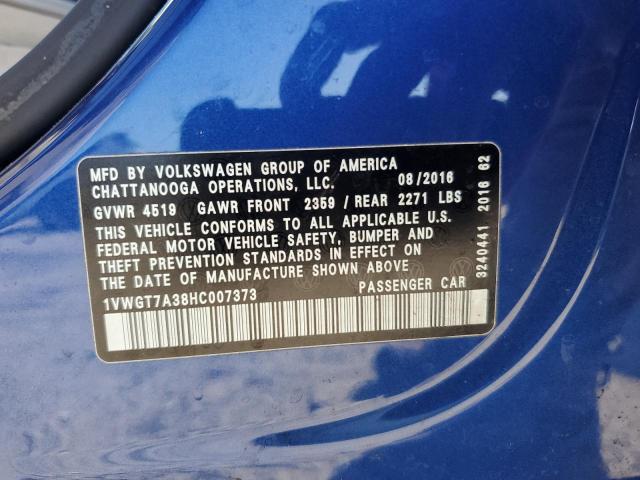 MFD BY VOLKSWAGEN GROUP OF AMERICA
CHATTANOOGA OPERATIONS, LLC. 08/2016
GVWR 4519 GAWR FRONT 2359 / REAR 2271 LBS
THIS VEHICLE CONFORMS TO ALL APPLICABLE U.S.
FEDERAL MOTOR VEHICLE SAFETY, BUMPER AND
THEFT PREVENTION STANDARDS IN EFFECT ON
THE DATE OF MANUFACTURE SHOWN ABOVE
1VWGT7A38HC007373 PASSENGER CAR
3240441 2016 62